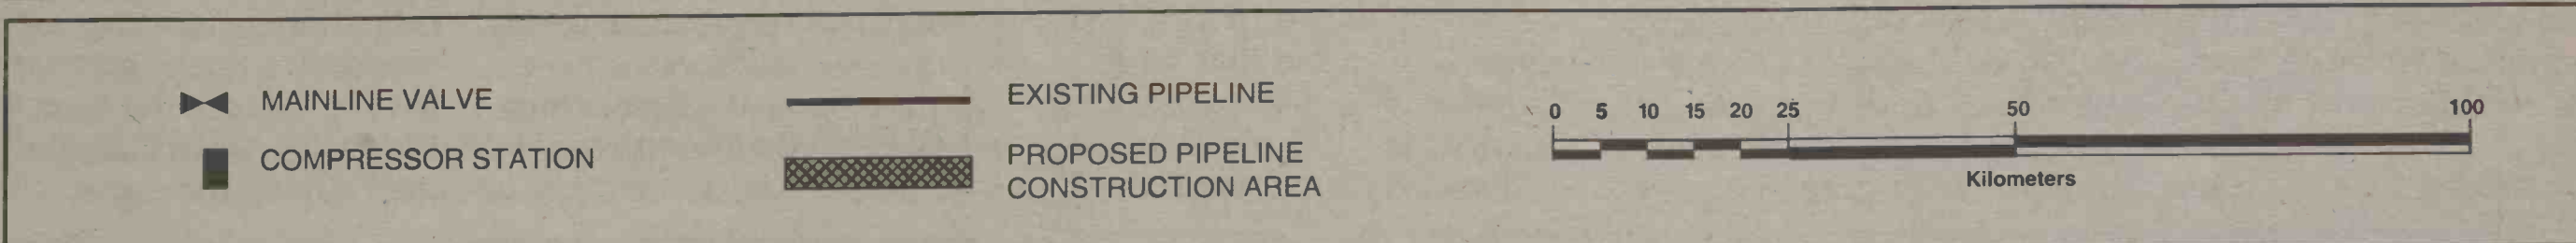 MAINLINE VALVE
COMPRESSOR STATION
EXISTING PIPELINE
PROPOSED PIPELINE
CONSTRUCTION AREA
0 5 10 15 20 25 50 100
Kilometers